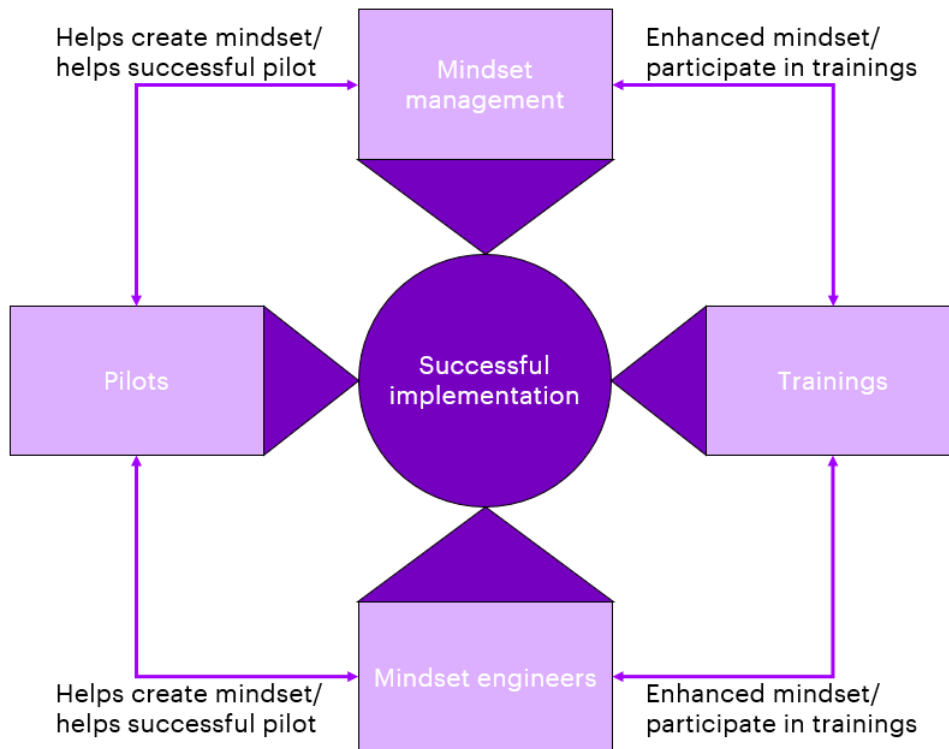 Helps create mindset/
helps successful pilot
Mindset
management
Enhanced mindset/
participate in trainings
Pilots
Successful
implementation
Trainings
Helps create mindset/
helps successful pilot
Mindset engineers
Enhanced mindset/
participate in trainings